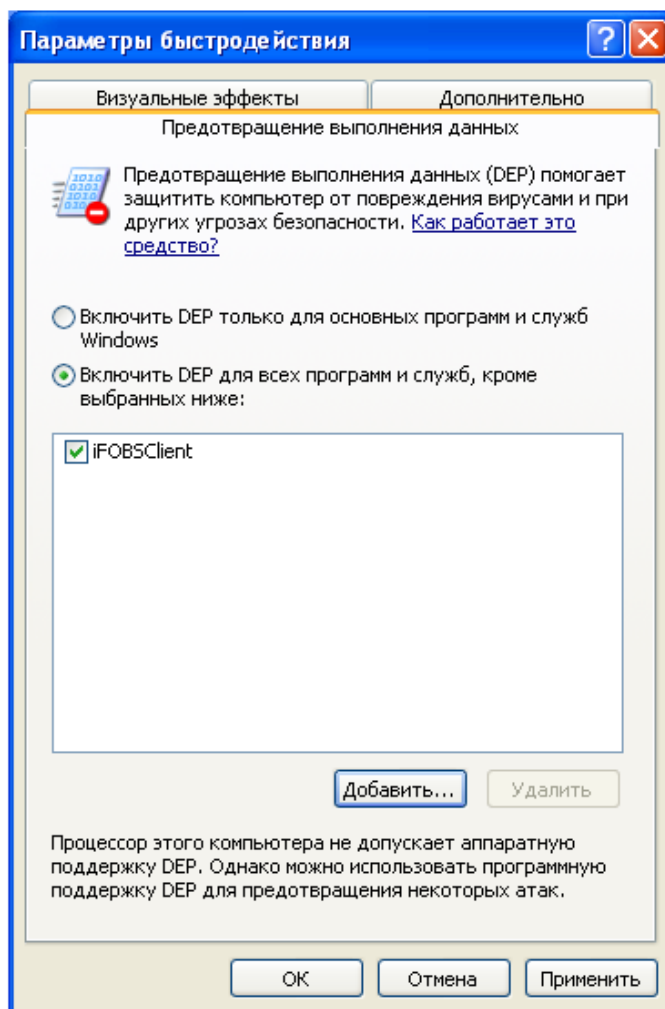 Параметры быстродействия
Визуальные эффекты
Дополнительно
Предотвращение выполнения данных
Предотвращение выполнения данных (DEP) помогает
защитить компьютер от повреждения вирусами и при
других угрозах безопасности. Как работает это
средство?
Включить DEP только для основных программ и служб
Windows
Включить DEP для всех программ и служб, кроме
выбранных ниже:
iFOBSClient
Добавить...
Удалить
Процессор этого компьютера не допускает аппаратную
поддержку DEP. Однако можно использовать программную
поддержку DEP для предотвращения некоторых атак.
ОК
Отмена
Применить